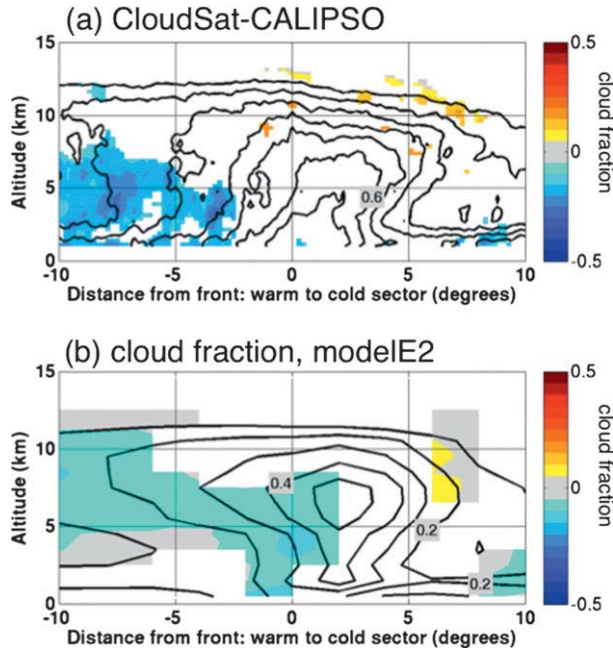 (a) CloudSat-CALIPSO
15
10
5
0
Altitude (km)
0.6
-10 -5 0 5 10
Distance from front: warm to cold sector (degrees)
0.5
0
-0.5
cloud fraction
(b) cloud fraction, modelE2
15
10
5
0
Altitude (km)
0.4
0.2
0.2
-10 -5 0 5 10
Distance from front: warm to cold sector (degrees)
0.5
0
-0.5
cloud fraction